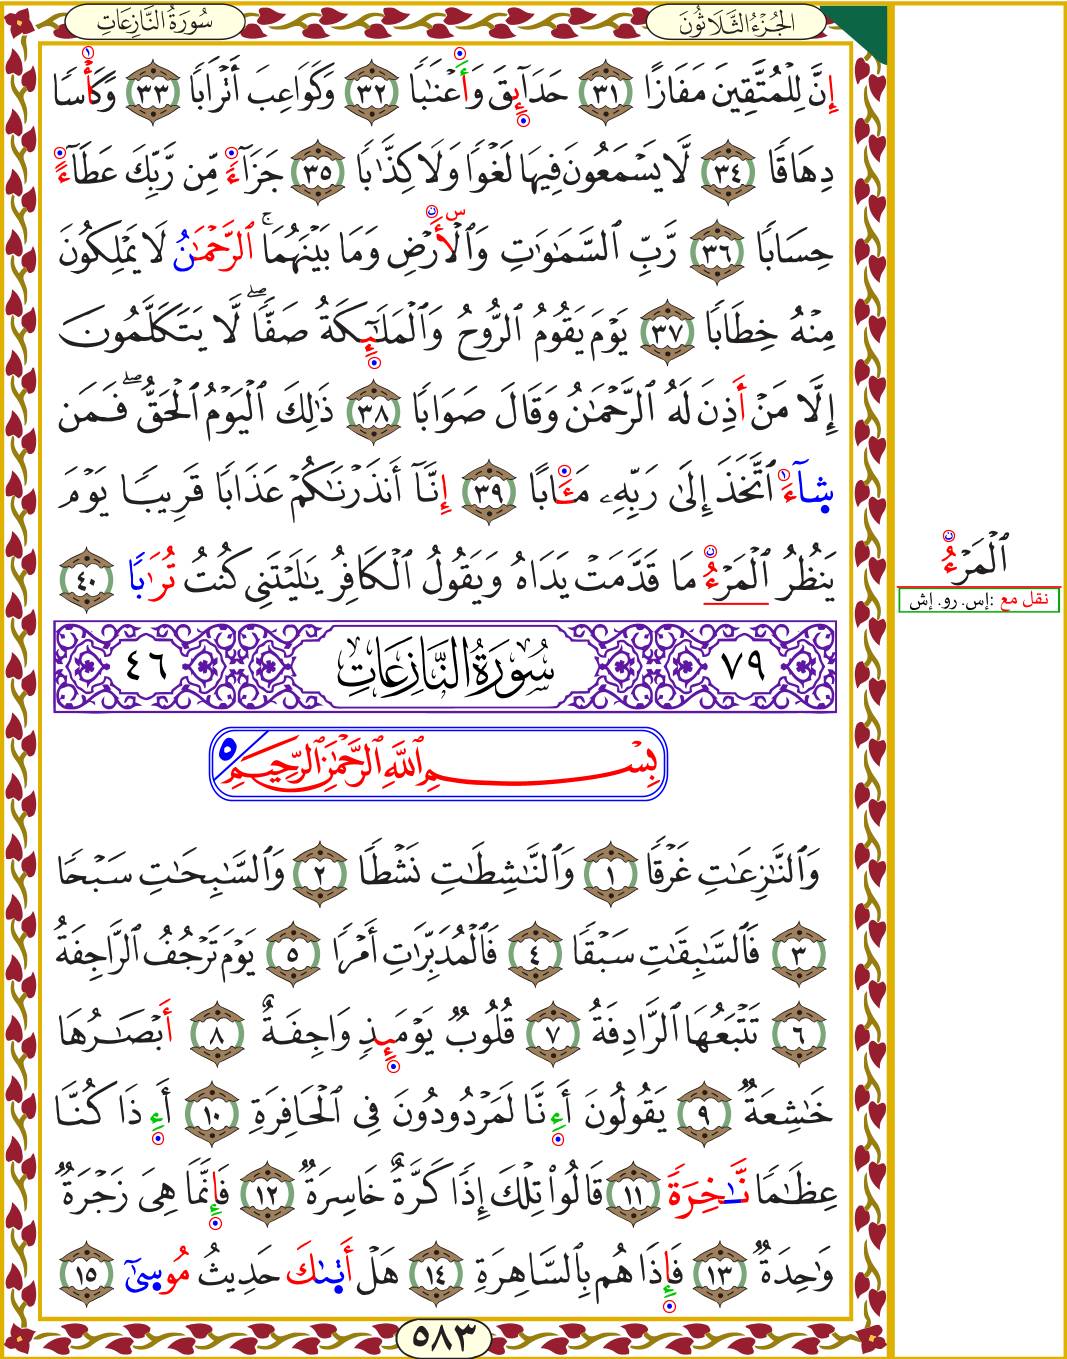 سُورَةُ النَّازِعَاتِ
الجُزْءُ الثَّلَاثُونَ
إِنَّ لِلْمُتَّقِينَ مَفَازًا ٣١ حَدَآئِقَ وَأَعْنَٰبًا ٣٢ وَكَوَاعِبَ أَتْرَابًا ٣٣ وَكَأْسًا
دِهَاقًا ٣٤ لَّا يَسْمَعُونَ فِيهَا لَغْوًا وَلَا كِذَّٰبًا ٣٥ جَزَآءً مِّن رَّبِّكَ عَطَآءً
حِسَابًا ٣٦ رَّبِّ ٱلسَّمَٰوَٰتِ وَٱلْأَرْضِ وَمَا بَيْنَهُمَا ۚ ٱلرَّحْمَٰنُ لَا يَمْلِكُونَ
مِنْهُ خِطَابًا ٣٧ يَوْمَ يَقُومُ ٱلرُّوحُ وَٱلْمَلَٰٓئِكَةُ صَفًّا ۖ لَّا يَتَكَلَّمُونَ
إِلَّا مَنْ أَذِنَ لَهُ ٱلرَّحْمَٰنُ وَقَالَ صَوَابًا ٣٨ ذَٰلِكَ ٱلْيَوْمُ ٱلْحَقُّ ۖ فَمَن
شَآءَ ٱتَّخَذَ إِلَىٰ رَبِّهِۦ مَـَٔابًا ٣٩ إِنَّآ أَنذَرْنَٰكُمْ عَذَابًا قَرِيبًا يَوْمَ
يَنظُرُ ٱلْمَرْءُ مَا قَدَّمَتْ يَدَاهُ وَيَقُولُ ٱلْكَافِرُ يَٰلَيْتَنِي كُنتُ تُرَٰبًا ٤٠
ٱلْمَرْءُ
نقل مع :إس. رو. إش
٧٩ سُورَةُ النَّازِعَاتِ ٤٦
بِسْمِ ٱللَّهِ ٱلرَّحْمَٰنِ ٱلرَّحِيمِ ٥
وَٱلنَّٰزِعَٰتِ غَرْقًا ١ وَٱلنَّٰشِطَٰتِ نَشْطًا ٢ وَٱلسَّٰبِحَٰتِ سَبْحًا
٣ فَٱلسَّٰبِقَٰتِ سَبْقًا ٤ فَٱلْمُدَبِّرَٰتِ أَمْرًا ٥ يَوْمَ تَرْجُفُ ٱلرَّاجِفَةُ
٦ تَتْبَعُهَا ٱلرَّادِفَةُ ٧ قُلُوبٌ يَوْمَئِذٍ وَاجِفَةٌ ٨ أَبْصَٰرُهَا
خَٰشِعَةٌ ٩ يَقُولُونَ أَءِنَّا لَمَرْدُودُونَ فِي ٱلْحَافِرَةِ ١٠ أَءِذَا كُنَّا
عِظَٰمًا نَّٰخِرَةً ١١ قَالُوا۟ تِلْكَ إِذًا كَرَّةٌ خَاسِرَةٌ ١٢ فَإِنَّمَا هِيَ زَجْرَةٌ
وَٰحِدَةٌ ١٣ فَإِذَا هُم بِٱلسَّاهِرَةِ ١٤ هَلْ أَتَىٰكَ حَدِيثُ مُوسَىٰٓ ١٥
٥٨٣